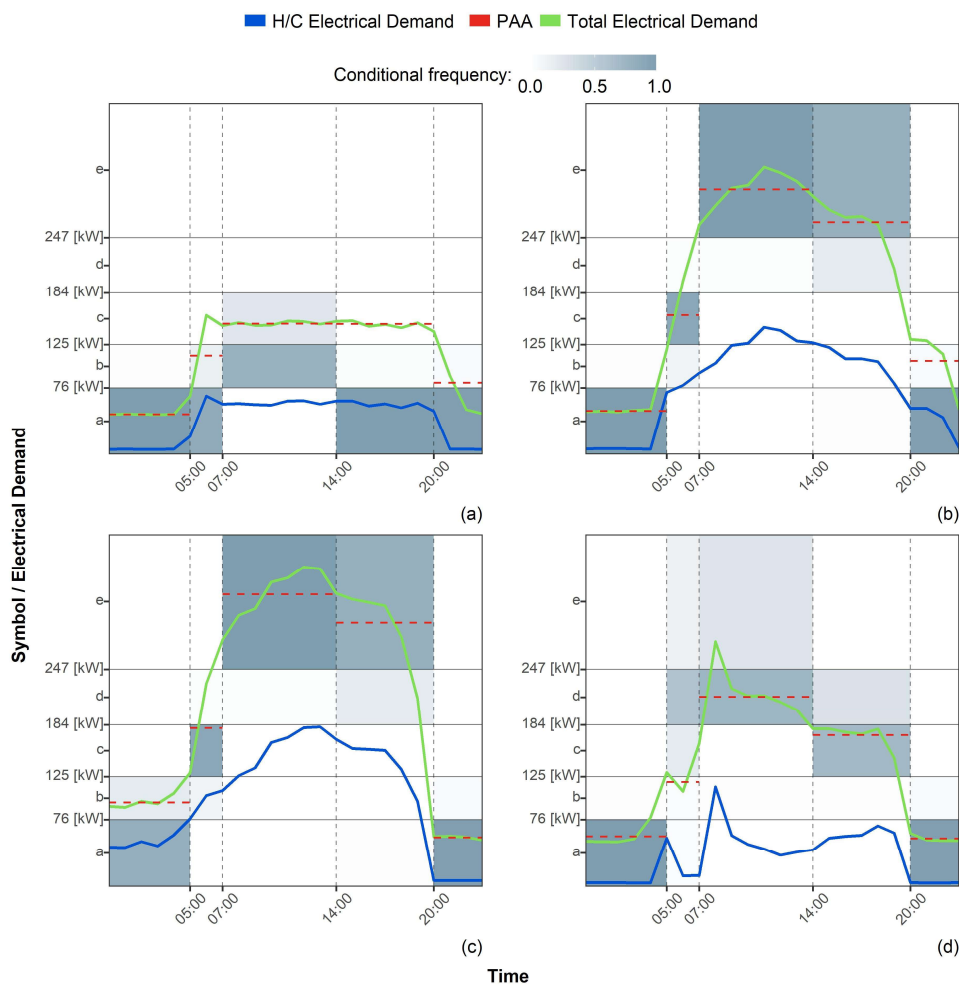 H/C Electrical Demand PAA Total Electrical Demand
Conditional frequency: 0.0 0.5 1.0
Symbol / Electrical Demand
e
247 [kW]
d
184 [kW]
c
125 [kW]
b
76 [kW]
a
05:00 07:00 14:00 20:00
(a)
05:00 07:00 14:00 20:00
(b)
e
247 [kW]
d
184 [kW]
c
125 [kW]
b
76 [kW]
a
e
247 [kW]
d
184 [kW]
c
125 [kW]
b
76 [kW]
a
05:00 07:00 14:00 20:00
(c)
e
247 [kW]
d
184 [kW]
c
125 [kW]
b
76 [kW]
a
05:00 07:00 14:00 20:00
(d)
Time